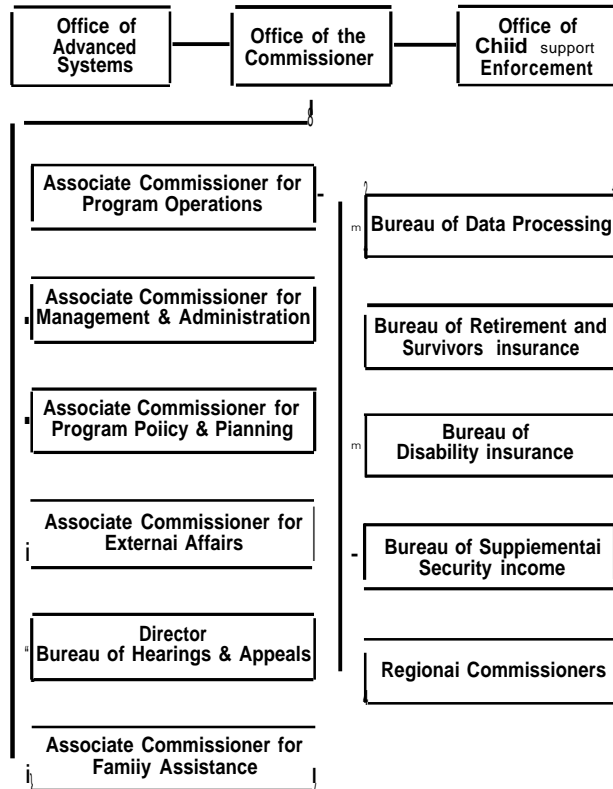 Office of
Advanced
Systems
Office of the
Commissioner
Office of
Chiid support
Enforcement
Associate Commissioner for
Program Operations
Associate Commissioner for
Management & Administration
Associate Commissioner for
Program Poiicy & Planning
Associate Commissioner for
Externai Affairs
Director
Bureau of Hearings & Appeals
Associate Commissioner for
Famiiy Assistance
Bureau of Data Processing
Bureau of Retirement and
Survivors insurance
Bureau of
Disability insurance
Bureau of Suppiementai
Security income
Regionai Commissioners